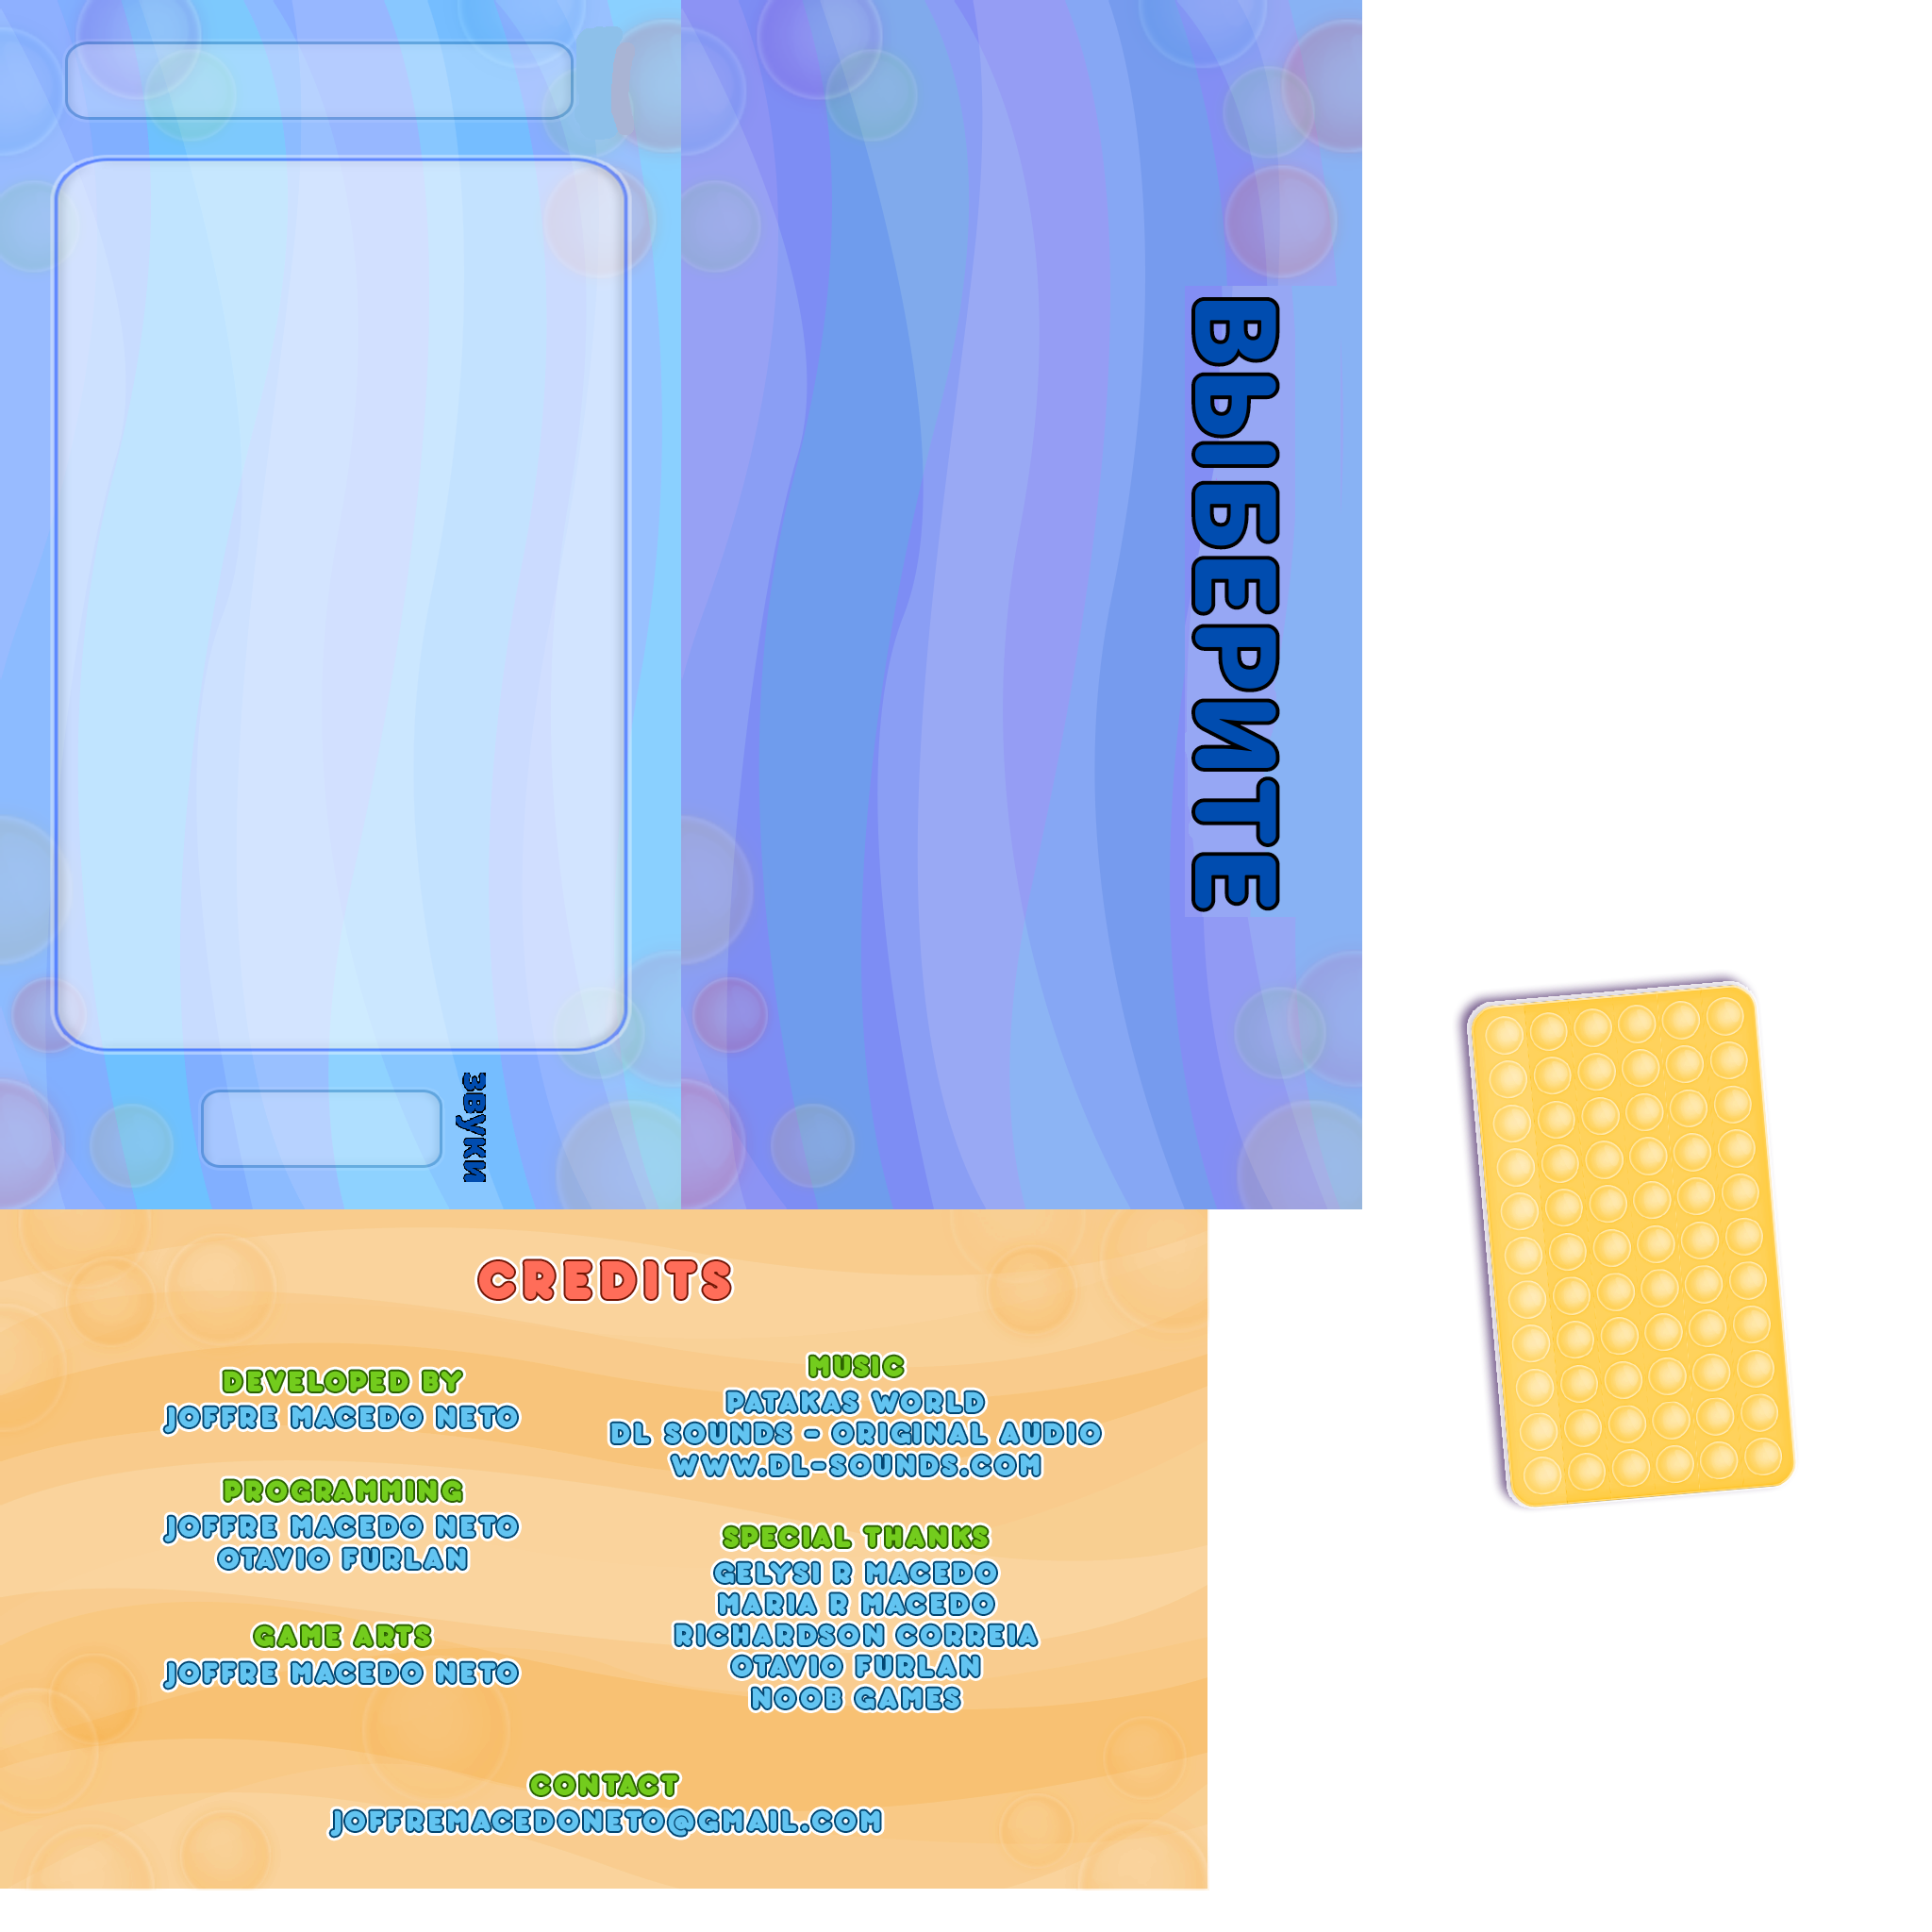 ВЫБЕРИТЕ
ЗВУКИ
CREDITS
DEVELOPED BY
JOFFRE MACEDO NETO
PROGRAMMING
JOFFRE MACEDO NETO
OTAVIO FURLAN
GAME ARTS
JOFFRE MACEDO NETO
MUSIC
PATAKAS WORLD
DL SOUNDS - ORIGINAL AUDIO
WWW.DL-SOUNDS.COM
SPECIAL THANKS
GELYSI R MACEDO
MARIA R MACEDO
RICHARDSON CORREIA
OTAVIO FURLAN
NOOB GAMES
CONTACT
JOFFREMACEDONETO@GMAIL.COM